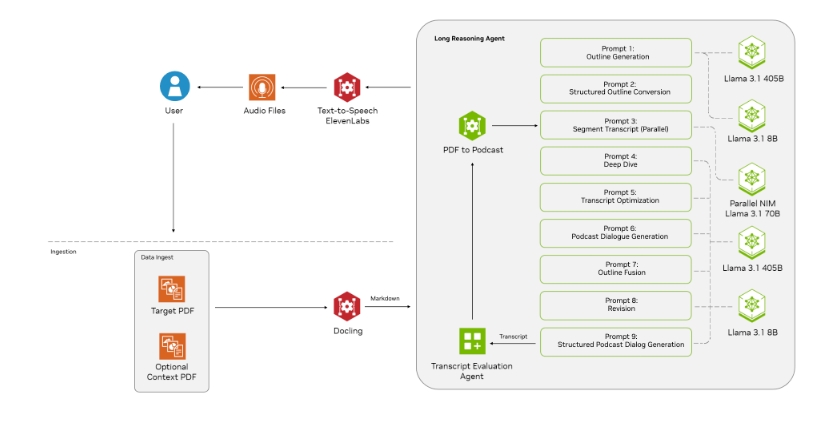 Long Reasoning Agent
Prompt 1:
Outline Generation
Llama 3.1 405B
Prompt 2:
Structured Outline Conversion
User
Audio Files
Text-to-Speech
ElevenLabs
Prompt 3:
Segment Transcript (Parallel)
Llama 3.1 8B
PDF to Podcast
Prompt 4:
Deep Dive
Prompt 5:
Transcript Optimization
Parallel NIM
Llama 3.1 70B
Prompt 6:
Podcast Dialogue Generation
Ingestion
Data Ingest
Prompt 7:
Outline Fusion
Llama 3.1 405B
Target PDF
Markdown
Docling
Prompt 8:
Revision
Llama 3.1 8B
Optional
Context PDF
Transcript
Prompt 9:
Structured Podcast Dialog Generation
Transcript Evaluation
Agent